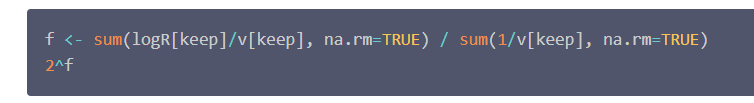 f <- sum(logR[keep]/v[keep], na.rm=TRUE) / sum(1/v[keep], na.rm=TRUE)
2^f